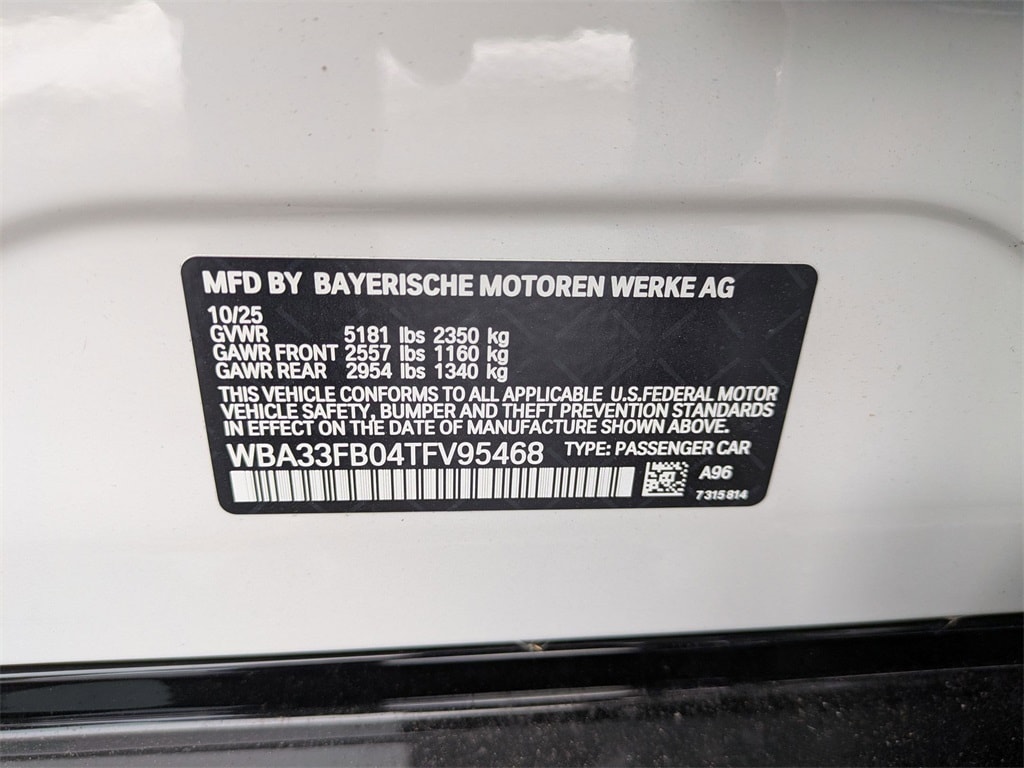 MFD BY BAYERISCHE MOTOREN WERKE AG
10/25
GVWR 5181 lbs 2350 kg
GAWR FRONT 2557 lbs 1160 kg
GAWR REAR 2954 lbs 1340 kg
THIS VEHICLE CONFORMS TO ALL APPLICABLE U.S.FEDERAL MOTOR
VEHICLE SAFETY, BUMPER AND THEFT PREVENTION STANDARDS
IN EFFECT ON THE DATE OF MANUFACTURE SHOWN ABOVE.
WBA33FB04TFV95468 TYPE: PASSENGER CAR
A96
7 315 814